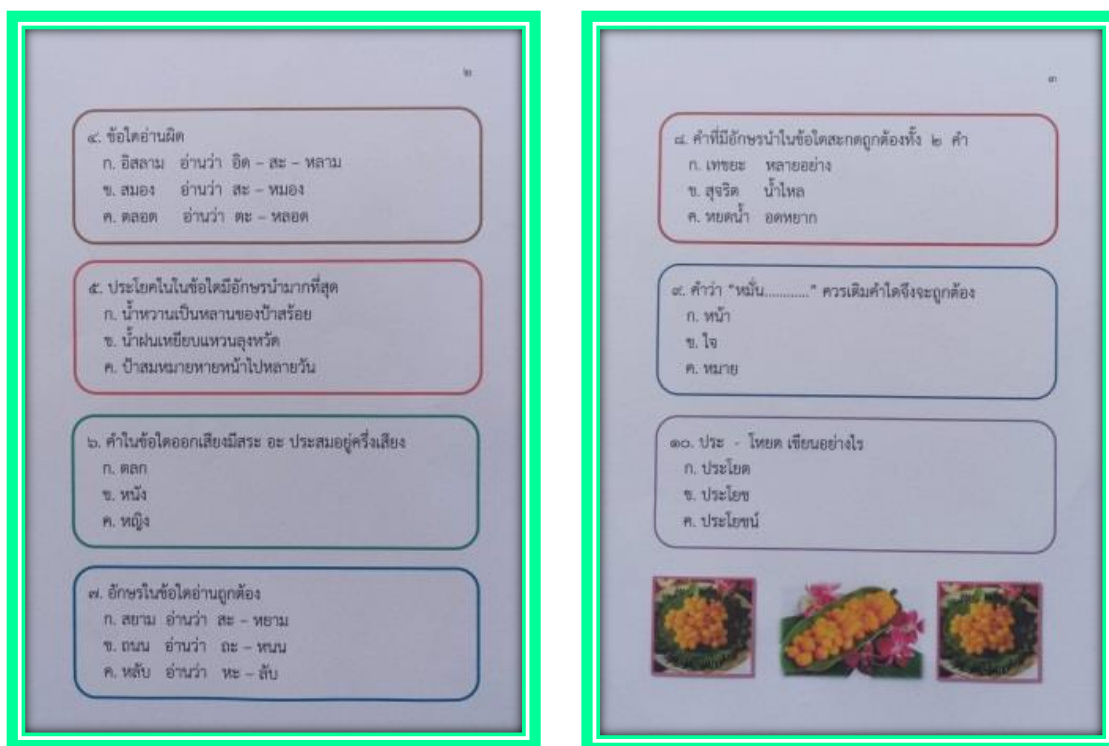 ๒
๔. ข้อใดอ่านผิด
ก. อิสลาม อ่านว่า อิด – สะ – หลาม
ข. สมอง อ่านว่า สะ – หมอง
ค. ตลอด อ่านว่า ตะ – หลอด
๕. ประโยคในในข้อใดมีอักษรนำมากที่สุด
ก. น้ำหวานเป็นหลานของป้าสร้อย
ข. น้ำฝนเหยียบแหวนลุงหวัด
ค. ป้าสมหมายหายหน้าไปหลายวัน
๖. คำในข้อใดออกเสียงมีสระ อะ ประสมอยู่ครึ่งเสียง
ก. ตลก
ข. หนัง
ค. หญิง
๗. อักษรในข้อใดอ่านถูกต้อง
ก. สยาม อ่านว่า สะ – หยาม
ข. ถนน อ่านว่า ถะ – หนน
ค. หลับ อ่านว่า หะ – ลับ
๓
๘. คำที่มีอักษรนำในข้อใดสะกดถูกต้องทั้ง ๒ คำ
ก. เทขยะ หลายอย่าง
ข. สุจริต น้ำไหล
ค. หยดน้ำ อดหยาก
๙. คำว่า "หมั่น............" ควรเติมคำใดจึงจะถูกต้อง
ก. หน้า
ข. ใจ
ค. หมาย
๑๐. ประ - โหยด เขียนอย่างไร
ก. ประโยด
ข. ประโยช
ค. ประโยชน์